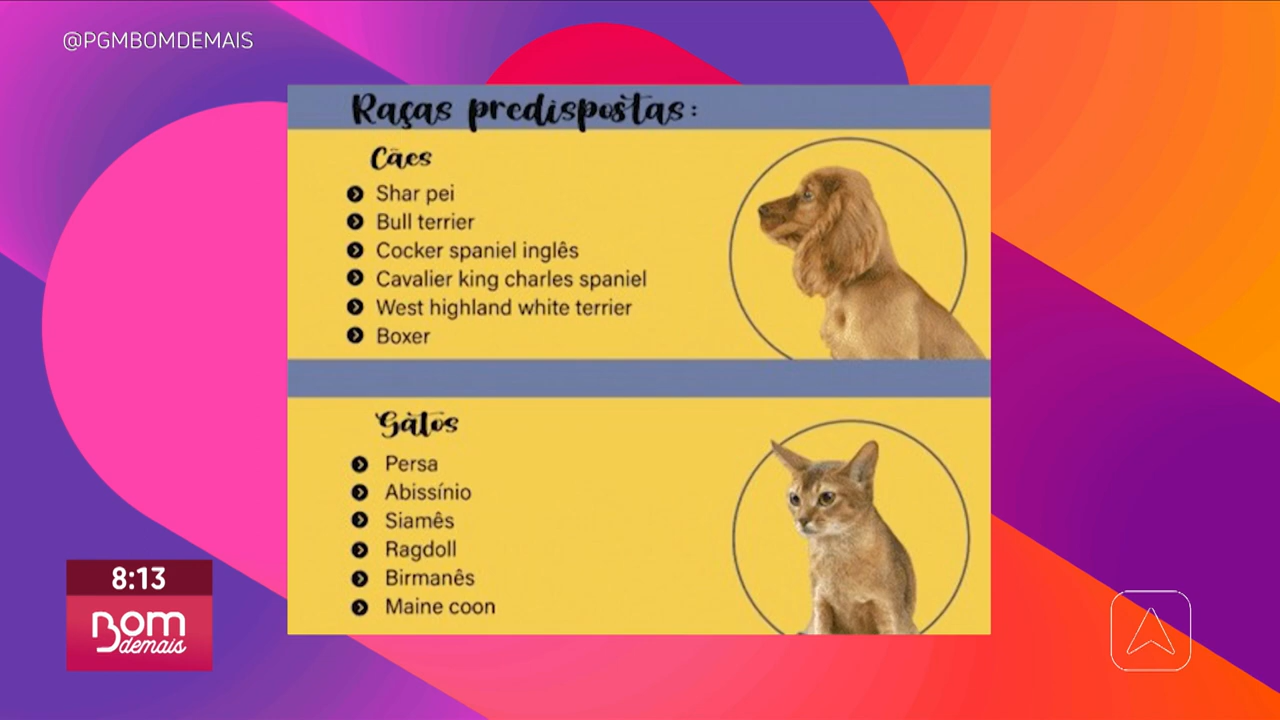 @PGMBOMDEMAIS
Raças predispostas:
Cães
Shar pei
Bull terrier
Cocker spaniel inglês
Cavalier king charles spaniel
West highland white terrier
Boxer
Gatos
Persa
Abissínio
Siamês
Ragdoll
Birmanês
Maine coon
8:13
Bom
demais